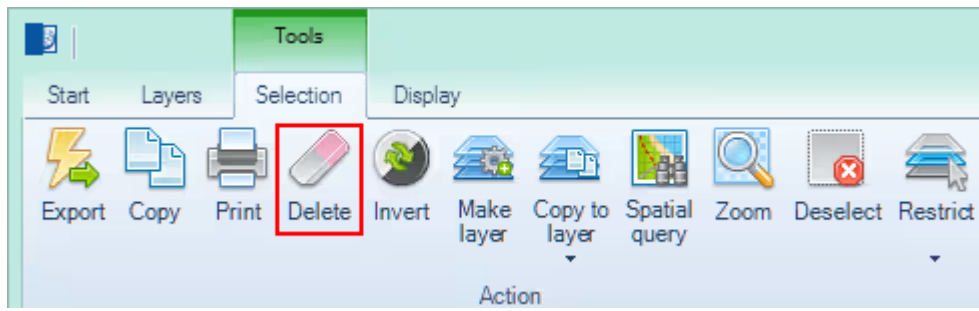 Tools
Start Layers Selection Display
Export Copy Print Delete Invert Make layer Copy to layer Spatial query Zoom Deselect Restrict
Action